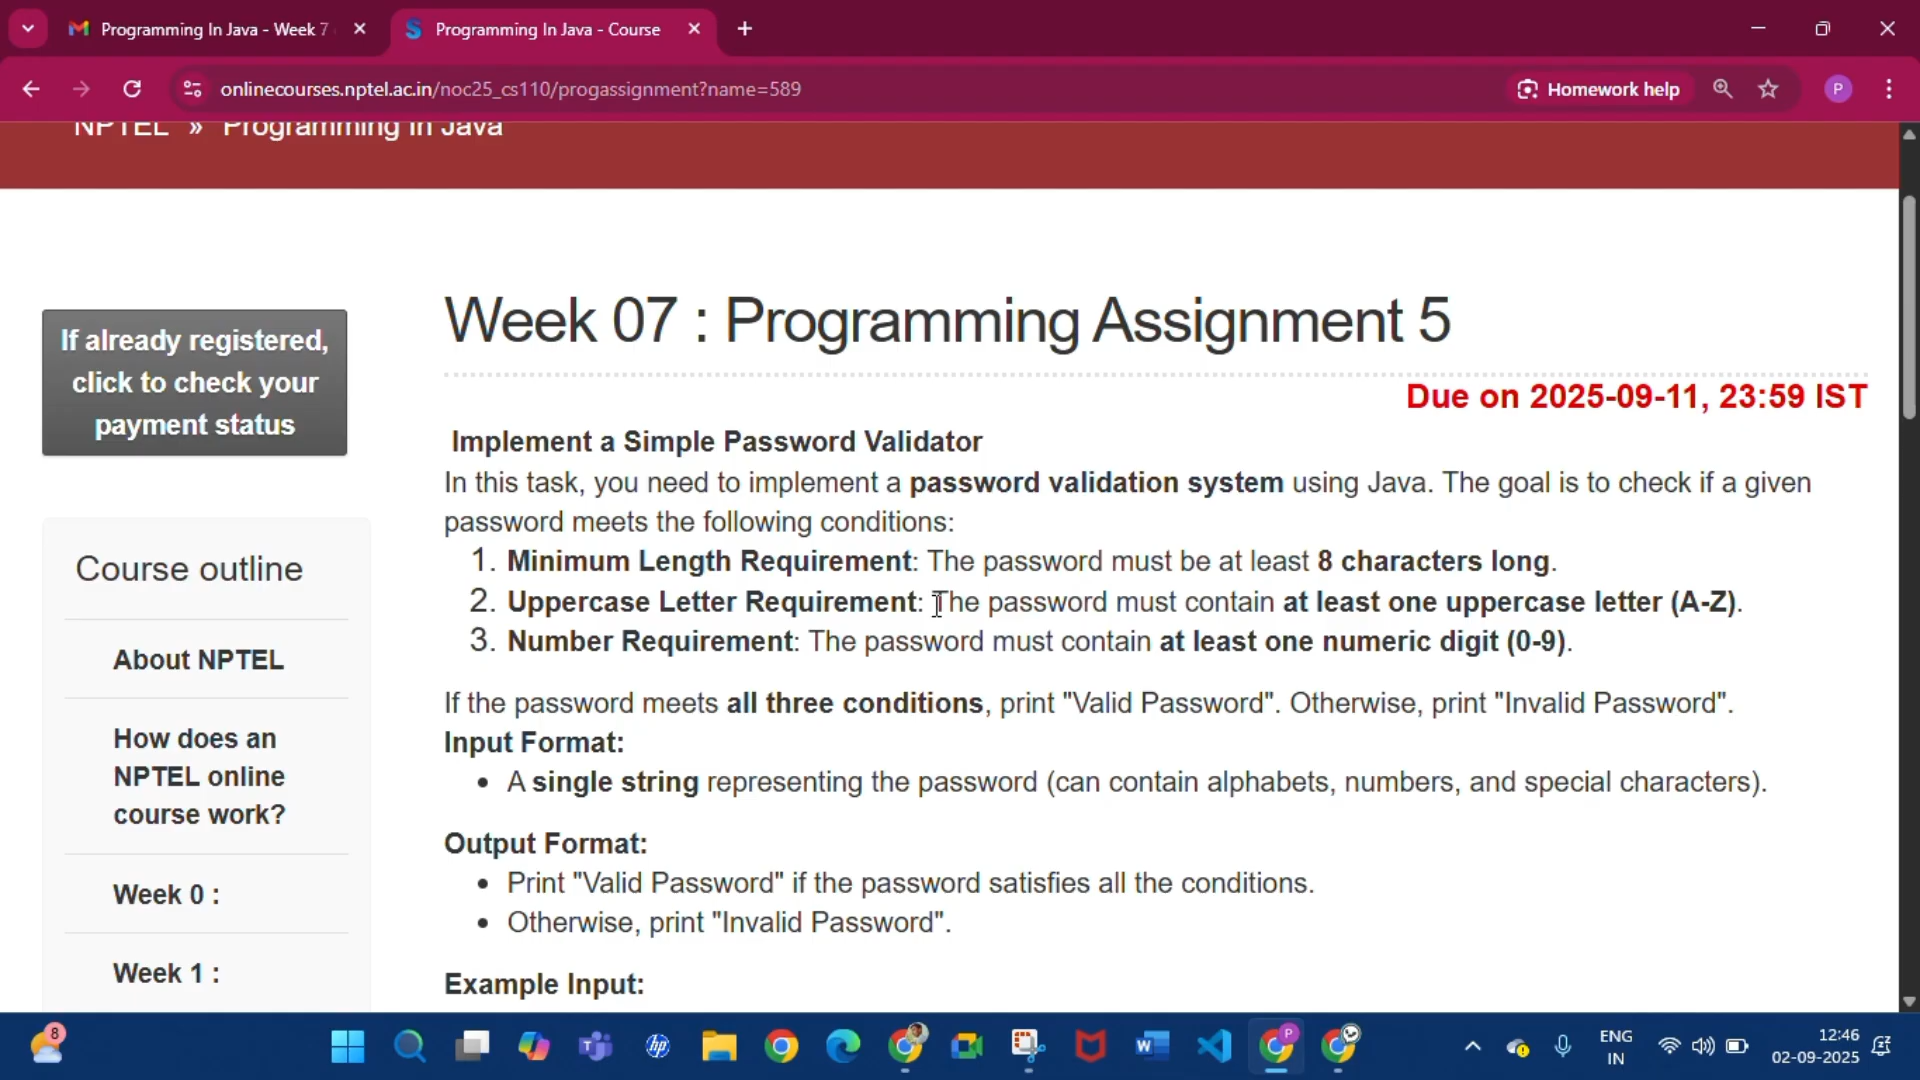 Programming In Java - Week 7
Programming In Java - Course
onlinecourses.nptel.ac.in/noc25_cs110/progassignment?name=589
Homework help
P
NPTEL » Programming In Java
If already registered,
click to check your
payment status
Course outline
About NPTEL
How does an
NPTEL online
course work?
Week 0 :
Week 1 :
Week 07 : Programming Assignment 5
Due on 2025-09-11, 23:59 IST
Implement a Simple Password Validator
In this task, you need to implement a password validation system using Java. The goal is to check if a given
password meets the following conditions:
1. Minimum Length Requirement: The password must be at least 8 characters long.
2. Uppercase Letter Requirement: The password must contain at least one uppercase letter (A-Z).
3. Number Requirement: The password must contain at least one numeric digit (0-9).
If the password meets all three conditions, print "Valid Password". Otherwise, print "Invalid Password".
Input Format:
• A single string representing the password (can contain alphabets, numbers, and special characters).
Output Format:
• Print "Valid Password" if the password satisfies all the conditions.
• Otherwise, print "Invalid Password".
Example Input:
8
hp
W
P
ENG
IN
12:46
02-09-2025